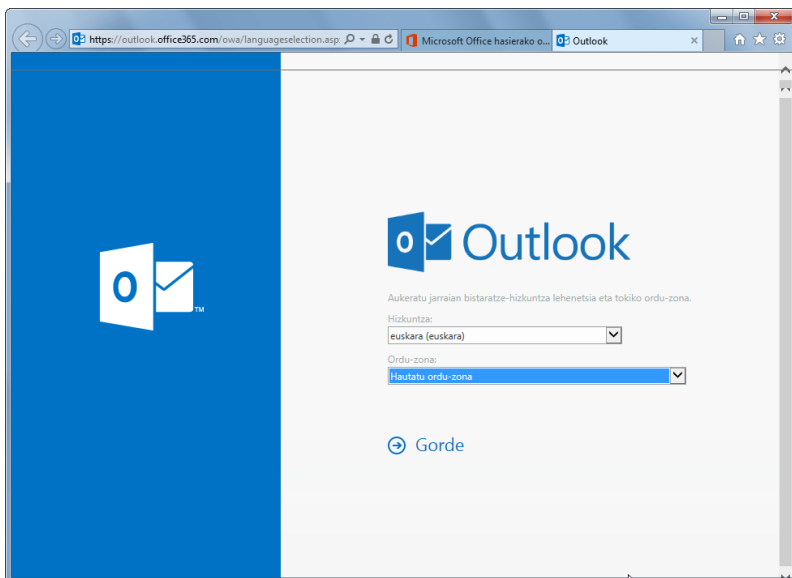 https://outlook.office365.com/owa/languageselection.asp
Microsoft Office hasierako o...
Outlook
O
TM
O
Outlook
Aukeratu jarraian bistaratze-hizkuntza lehenetsia eta tokiko ordu-zona.
Hizkuntza:
euskara (euskara)
Ordu-zona:
Hautatu ordu-zona
Gorde